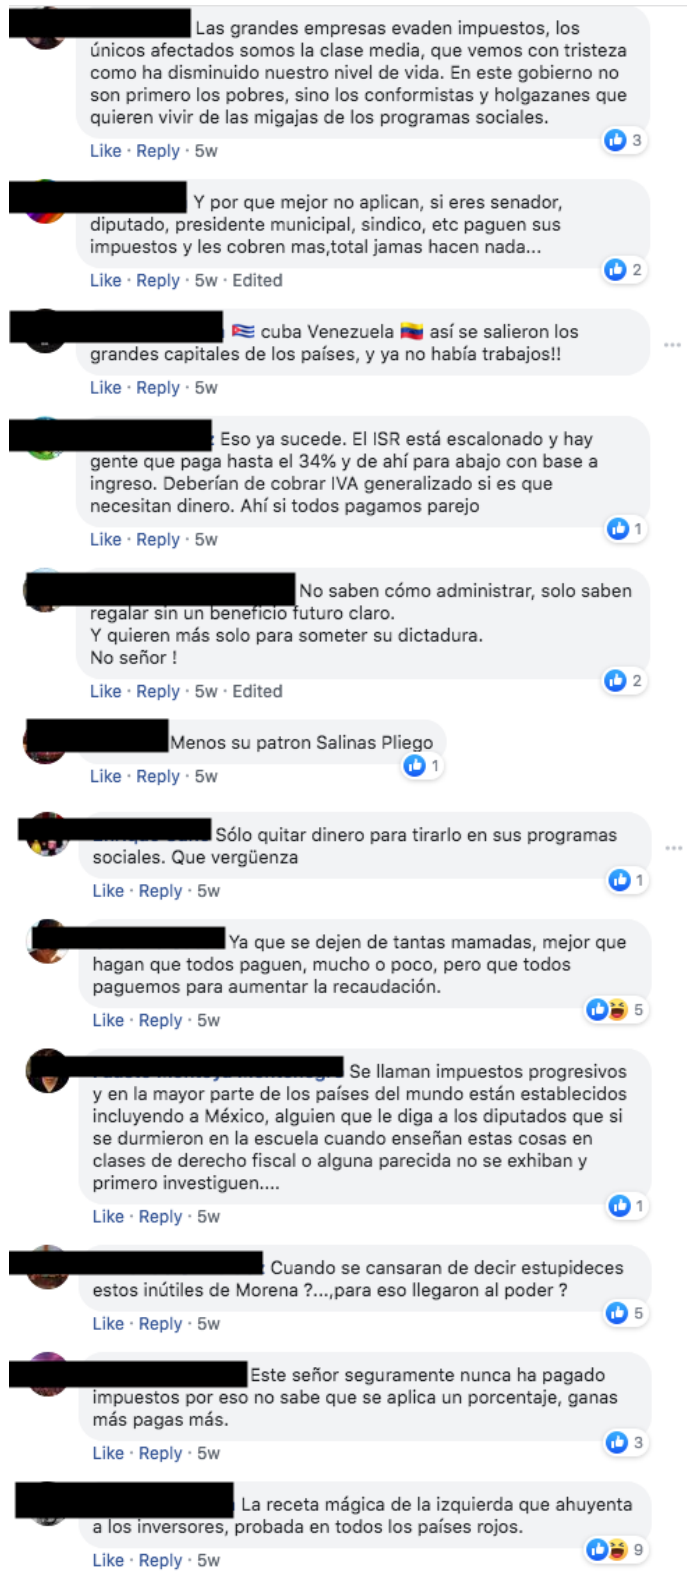 Las grandes empresas evaden impuestos, los
únicos afectados somos la clase media, que vemos con tristeza
como ha disminuido nuestro nivel de vida. En este gobierno no
son primero los pobres, sino los conformistas y holgazanes que
quieren vivir de las migajas de los programas sociales.
3
Like · Reply · 5w
Y por que mejor no aplican, si eres senador,
diputado, presidente municipal, sindico, etc paguen sus
impuestos y les cobren mas,total jamas hacen nada...
2
Like · Reply · 5w · Edited
🇨🇺 cuba Venezuela 🇻🇪 así se salieron los
grandes capitales de los países, y ya no había trabajos!!
Like · Reply · 5w
Eso ya sucede. El ISR está escalonado y hay
gente que paga hasta el 34% y de ahí para abajo con base a
ingreso. Deberían de cobrar IVA generalizado si es que
necesitan dinero. Ahí si todos pagamos parejo
1
Like · Reply · 5w
No saben cómo administrar, solo saben
regalar sin un beneficio futuro claro.
Y quieren más solo para someter su dictadura.
No señor !
2
Like · Reply · 5w · Edited
Menos su patron Salinas Pliego
1
Like · Reply · 5w
Sólo quitar dinero para tirarlo en sus programas
sociales. Que vergüenza
1
Like · Reply · 5w
Ya que se dejen de tantas mamadas, mejor que
hagan que todos paguen, mucho o poco, pero que todos
paguemos para aumentar la recaudación.
5
Like · Reply · 5w
Se llaman impuestos progresivos
y en la mayor parte de los países del mundo están establecidos
incluyendo a México, alguien que le diga a los diputados que si
se durmieron en la escuela cuando enseñan estas cosas en
clases de derecho fiscal o alguna parecida no se exhiban y
primero investiguen....
1
Like · Reply · 5w
Cuando se cansaran de decir estupideces
estos inútiles de Morena ?...,para eso llegaron al poder ?
5
Like · Reply · 5w
Este señor seguramente nunca ha pagado
impuestos por eso no sabe que se aplica un porcentaje, ganas
más pagas más.
3
Like · Reply · 5w
La receta mágica de la izquierda que ahuyenta
a los inversores, probada en todos los países rojos.
9
Like · Reply · 5w